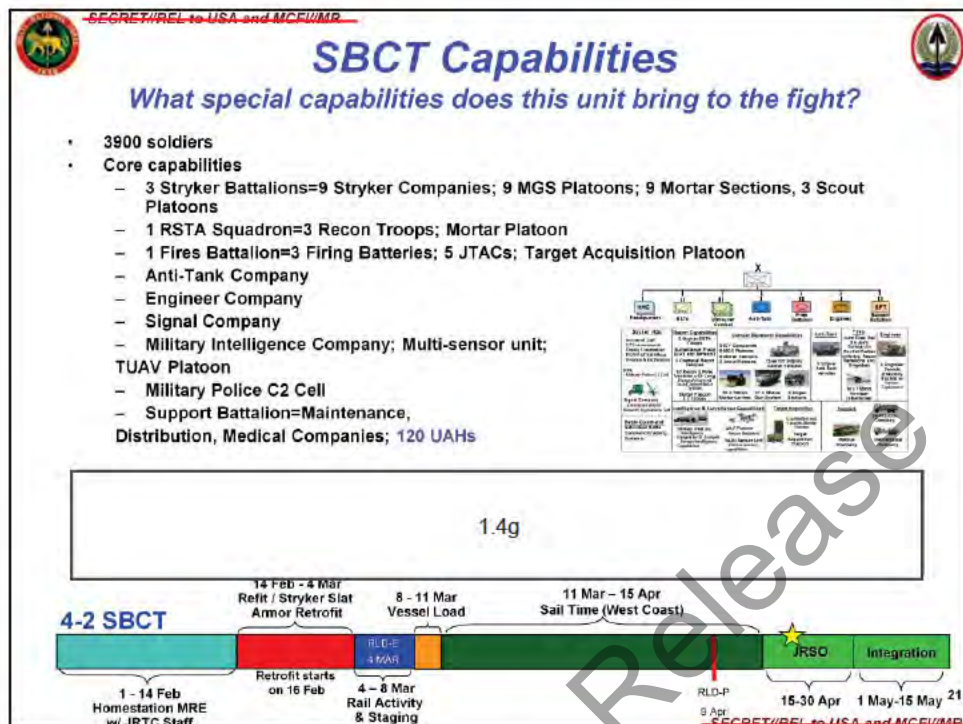 SECRET//REL to USA and MCFI//MR
SBCT Capabilities
What special capabilities does this unit bring to the fight?
• 3900 soldiers
• Core capabilities
– 3 Stryker Battalions=9 Stryker Companies; 9 MGS Platoons; 9 Mortar Sections, 3 Scout
Platoons
– 1 RSTA Squadron=3 Recon Troops; Mortar Platoon
– 1 Fires Battalion=3 Firing Batteries; 5 JTACs; Target Acquisition Platoon
– Anti-Tank Company
– Engineer Company
– Signal Company
– Military Intelligence Company; Multi-sensor unit;
TUAV Platoon
– Military Police C2 Cell
– Support Battalion=Maintenance,
Distribution, Medical Companies; 120 UAHs
1.4g
14 Feb - 4 Mar
Refit / Stryker Slat
Armor Retrofit
8 - 11 Mar
Vessel Load
11 Mar – 15 Apr
Sail Time (West Coast)
4-2 SBCT
RLD-E
4 MAR
JRSO
Integration
1 - 14 Feb
Homestation MRE
w/ JRTC Staff
Retrofit starts
on 16 Feb
4 – 8 Mar
Rail Activity
& Staging
RLD-P
9 Apr
15-30 Apr
1 May-15 May
21
SECRET//REL to USA and MCFI//MR
Release